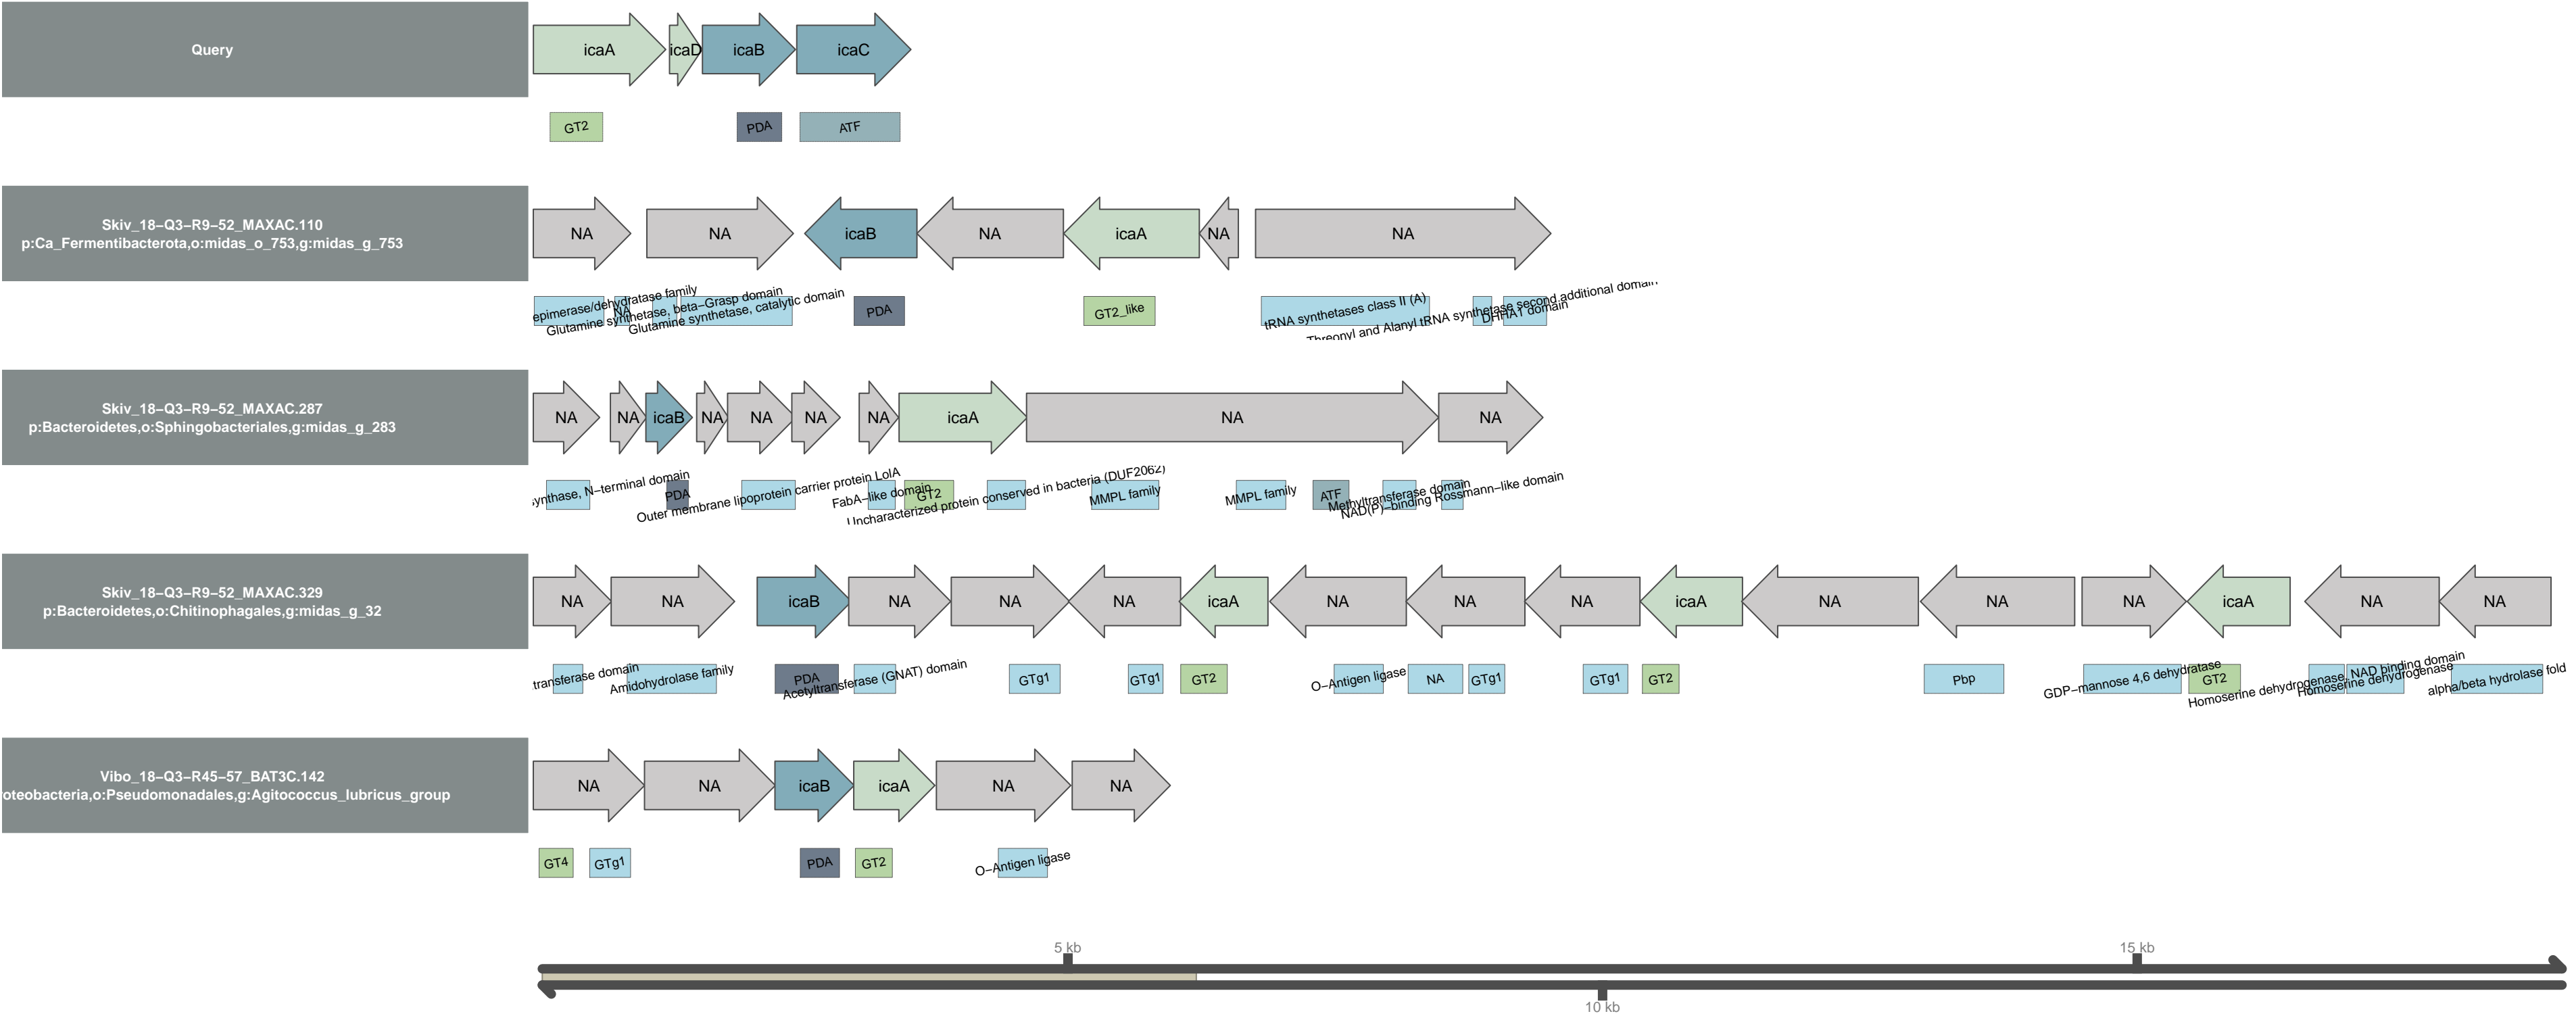 Query
icaA icaD icaB icaC
GT2 PDA ATF
Skiv_18–Q3–R9–52_MAXAC.110
p:Ca_Fermentibacterota,o:midas_o_753,g:midas_g_753
NA NA icaB NA icaA NA NA
epimerase/dehydratase family NA Glutamine synthetase, beta–Grasp domain Glutamine synthetase, catalytic domain PDA GT2_like tRNA synthetases class II (A) Threonyl and Alanyl tRNA synthetase second additional domain DHHA1 domain
Skiv_18–Q3–R9–52_MAXAC.287
p:Bacteroidetes,o:Sphingobacteriales,g:midas_g_283
NA NA icaB NA NA NA NA icaA NA NA
synthase, N–terminal domain PDA Outer membrane lipoprotein carrier protein LolA FabA–like domain GT2 Uncharacterized protein conserved in bacteria (DUF2062) MMPL family MMPL family ATF Methyltransferase domain NAD(P)–binding Rossmann–like domain
Skiv_18–Q3–R9–52_MAXAC.329
p:Bacteroidetes,o:Chitinophagales,g:midas_g_32
NA NA icaB NA NA NA icaA NA NA NA icaA NA NA NA icaA NA NA
transferase domain Amidohydrolase family PDA Acetyltransferase (GNAT) domain GTg1 GTg1 GT2 O–Antigen ligase NA GTg1 GTg1 GT2 Pbp GDP–mannose 4,6 dehydratase GT2 Homoserine dehydrogenase, NAD binding domain Homoserine dehydrogenase alpha/beta hydrolase fold
Vibo_18–Q3–R45–57_BAT3C.142
oteobacteria,o:Pseudomonadales,g:Agitococcus_lubricus_group
NA NA icaB icaA NA NA
GT4 GTg1 PDA GT2 O–Antigen ligase
5 kb 15 kb
10 kb